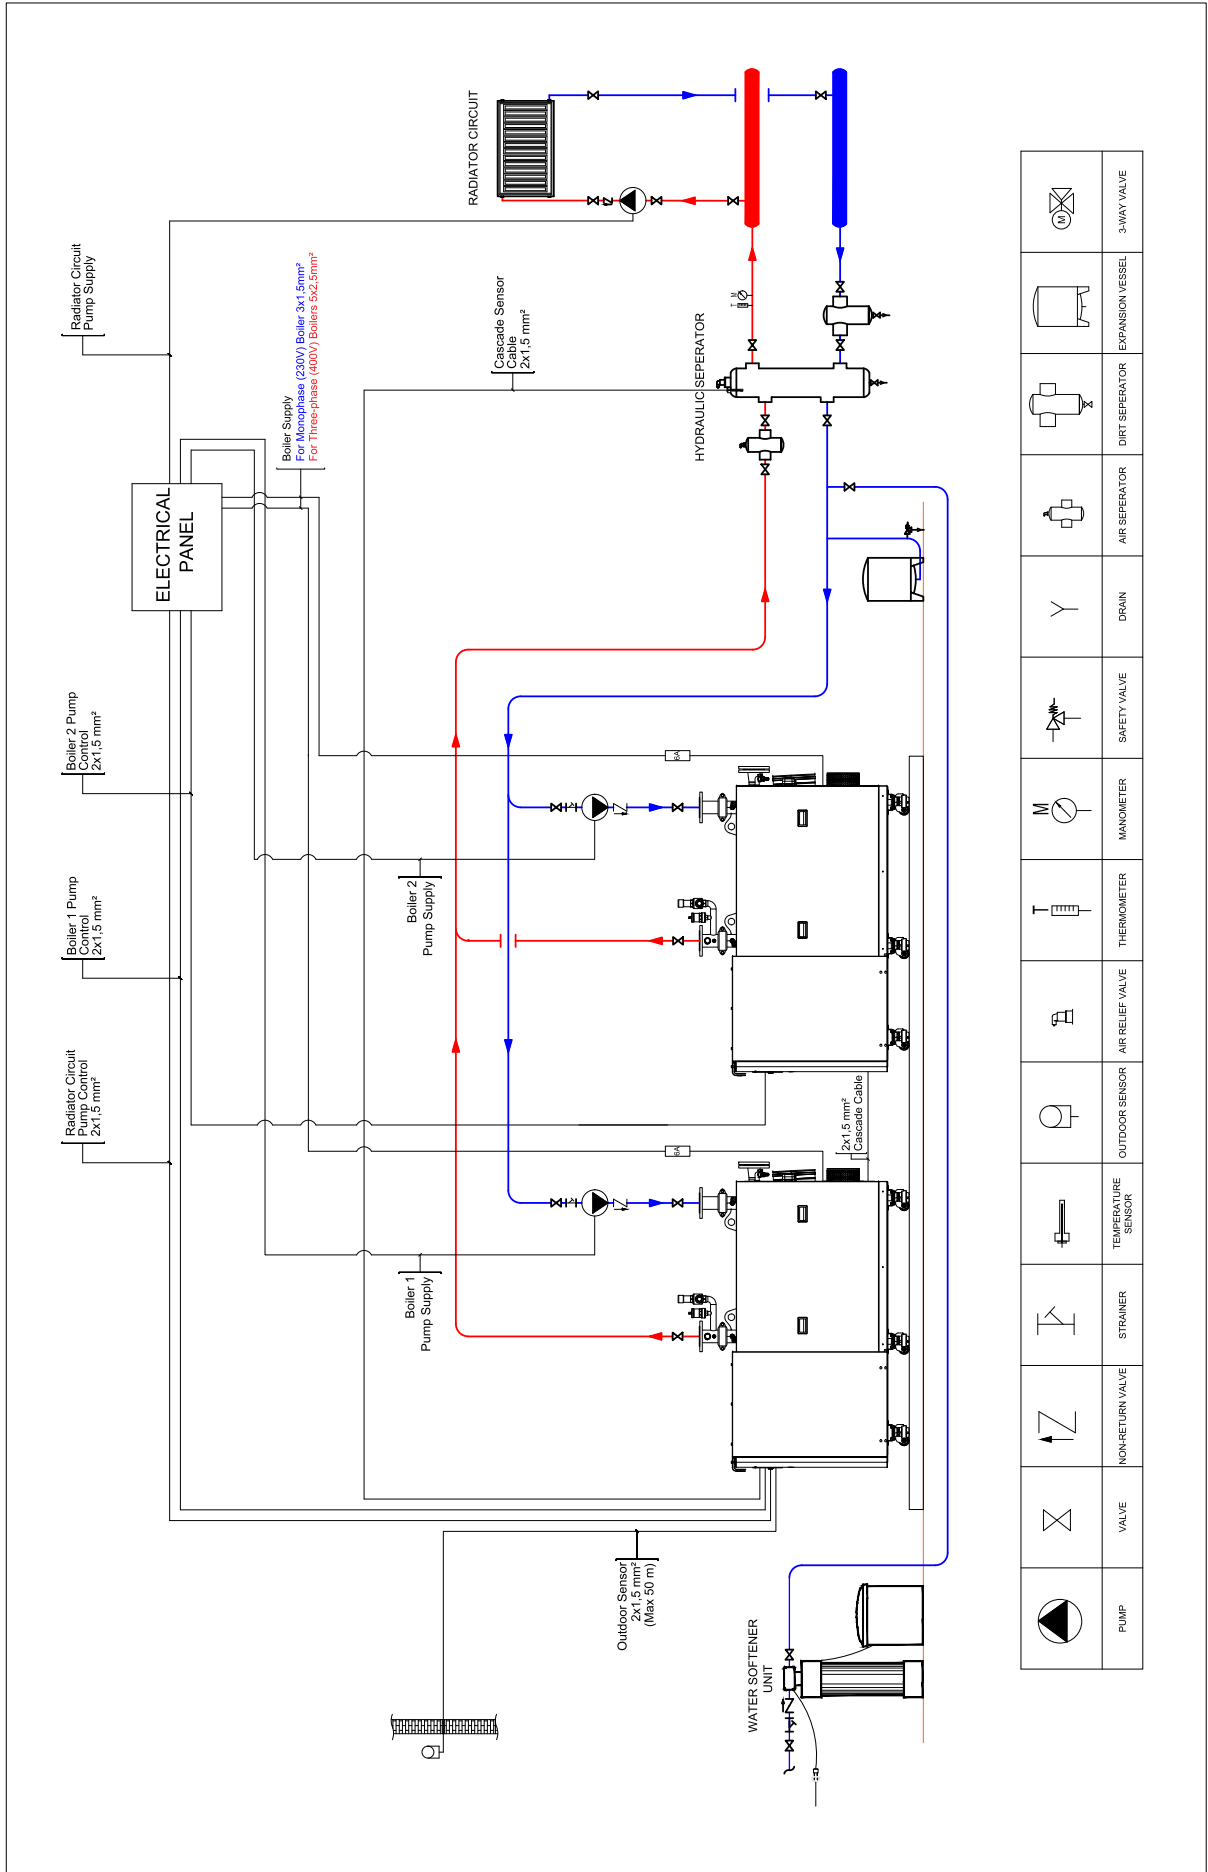 Radiator Circuit
Pump Control
2x1,5 mm²
Boiler 1 Pump
Control
2x1,5 mm²
Boiler 2 Pump
Control
2x1,5 mm²
Radiator Circuit
Pump Supply
ELECTRICAL
PANEL
Boiler Supply
For Monophase (230V) Boiler 3x1,5mm²
For Three-phase (400V) Boilers 5x2,5mm²
RADIATOR CIRCUIT
Cascade Sensor
Cable
2x1,5 mm²
Boiler 1
Pump Supply
Boiler 2
Pump Supply
Outdoor Sensor
2x1,5 mm²
(Max 50 m)
6A
6A
HYDRAULIC SEPERATOR
T
M
WATER SOFTENER
UNIT
2x1,5 mm²
Cascade Cable
T
M
M
PUMP
VALVE
NON-RETURN VALVE
STRAINER
TEMPERATURE
SENSOR
OUTDOOR SENSOR
AIR RELIEF VALVE
THERMOMETER
MANOMETER
SAFETY VALVE
DRAIN
AIR SEPERATOR
DIRT SEPERATOR
EXPANSION VESSEL
3-WAY VALVE